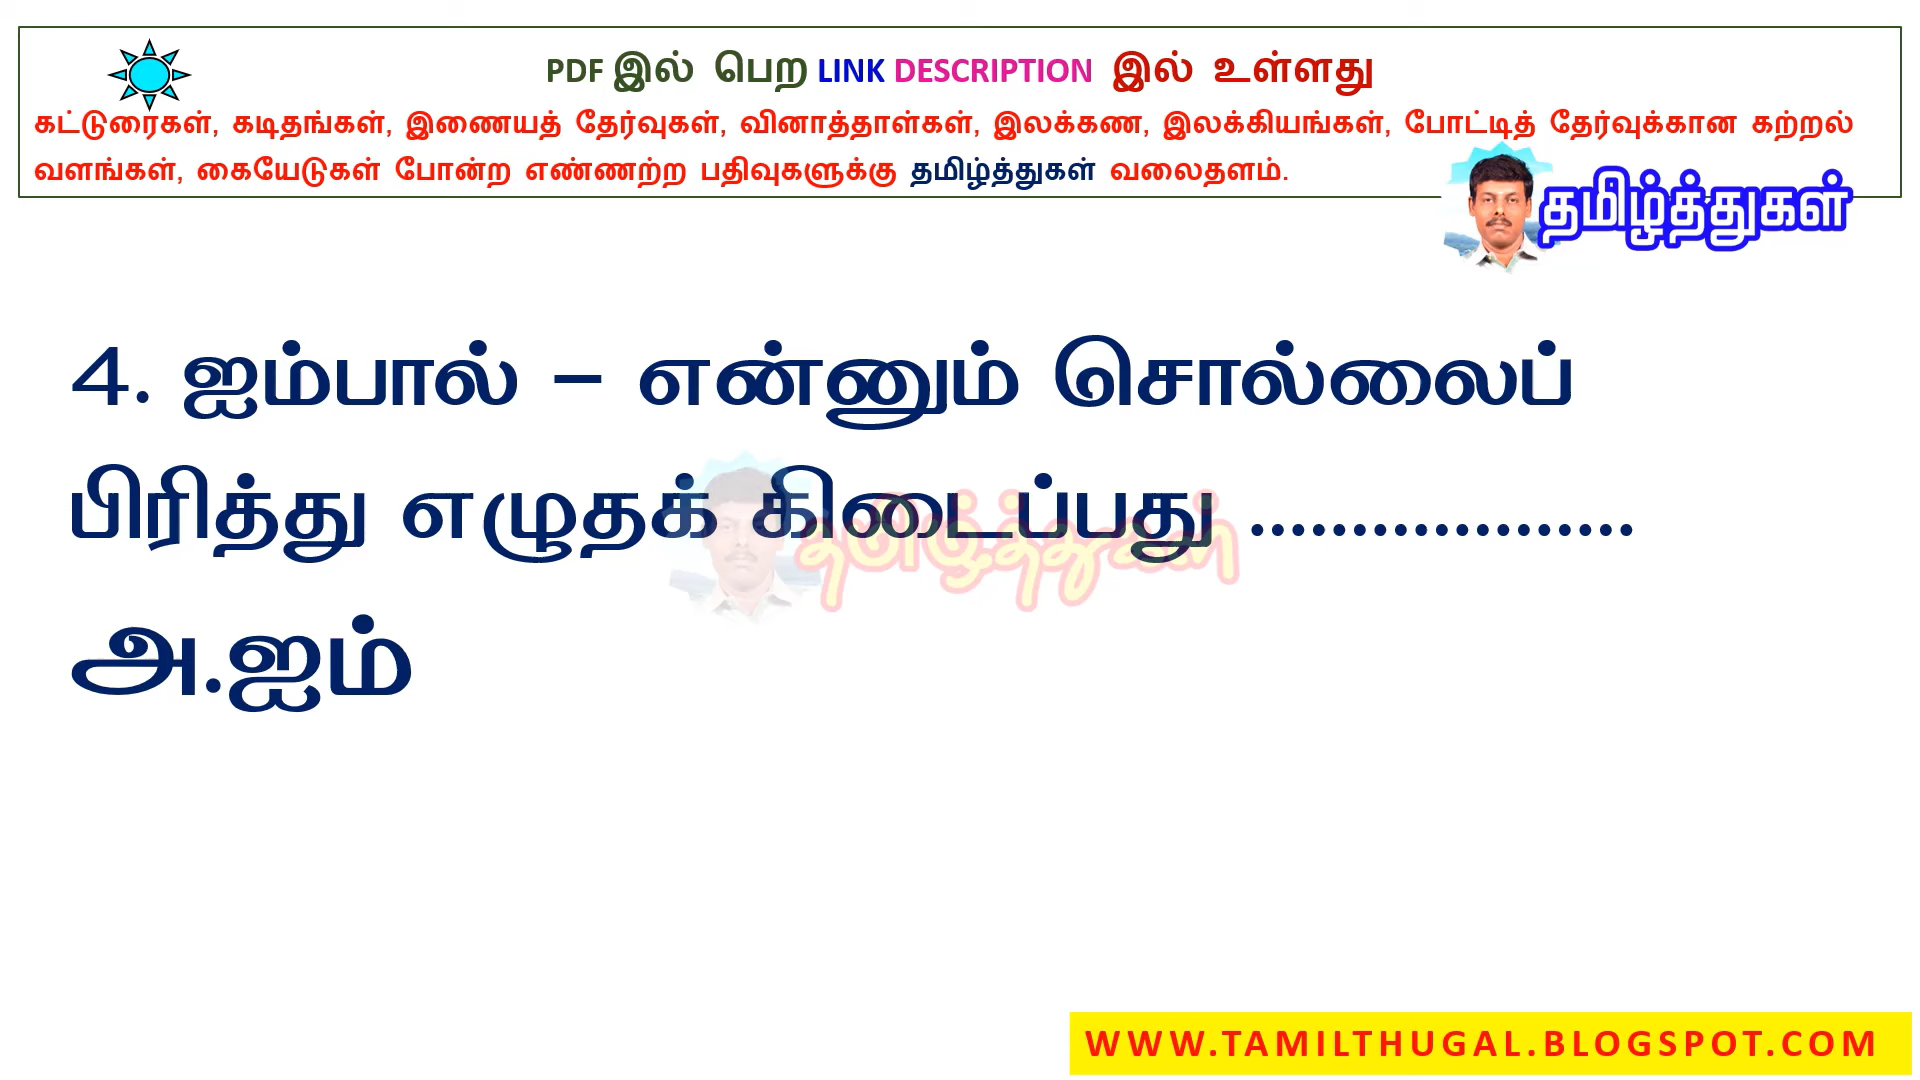 PDF இல் பெற LINK DESCRIPTION இல் உள்ளது
கட்டுரைகள், கடிதங்கள், இணையத் தேர்வுகள், வினாத்தாள்கள், இலக்கண, இலக்கியங்கள், போட்டித் தேர்வுக்கான கற்றல்
வளங்கள், கையேடுகள் போன்ற எண்ணற்ற பதிவுகளுக்கு தமிழ்த்துகள் வலைதளம்.
தமிழ்த்துகள்
4. ஐம்பால் – என்னும் சொல்லைப்
பிரித்து எழுதக் கிடைப்பது ...................
தமிழ்த்துகள்
அ.ஐம்
WWW.TAMILTHUGAL.BLOGSPOT.COM